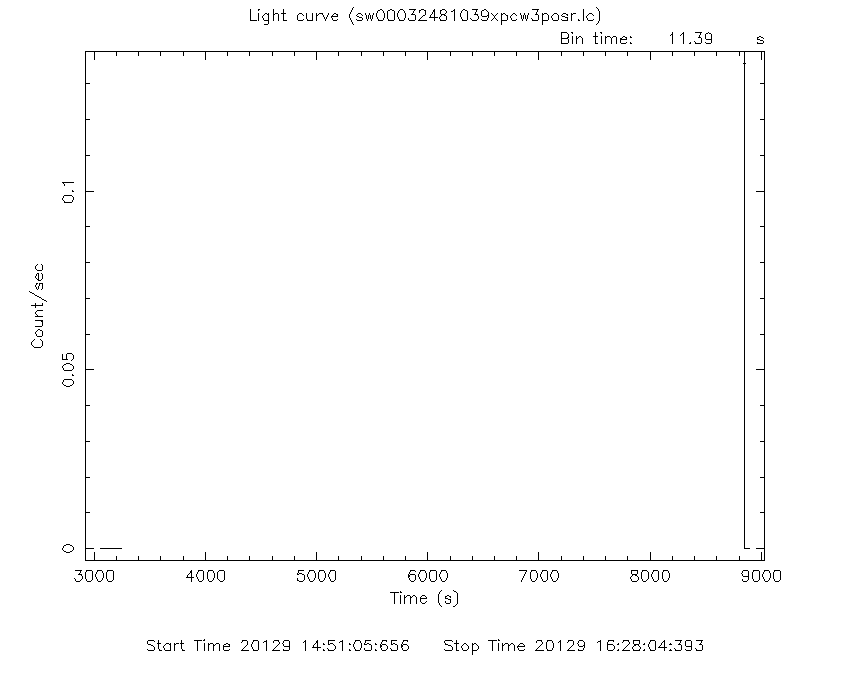 Light curve (sw00032481039xpcw3posr.lc)
Bin time: 11.39 s
Count/sec
0.1
0.05
0
3000 4000 5000 6000 7000 8000 9000
Time (s)
Start Time 20129 14:51:05:656 Stop Time 20129 16:28:04:393